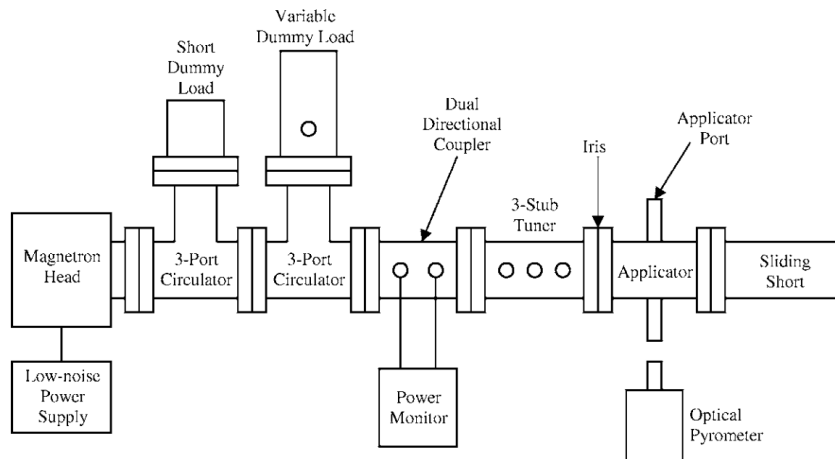 Variable
Dummy Load
Short
Dummy
Load
Dual
Directional
Coupler
Applicator
Port
Iris
3-Stub
Tuner
Magnetron
Head
3-Port
Circulator
3-Port
Circulator
Applicator
Sliding
Short
Low-noise
Power
Supply
Power
Monitor
Optical
Pyrometer